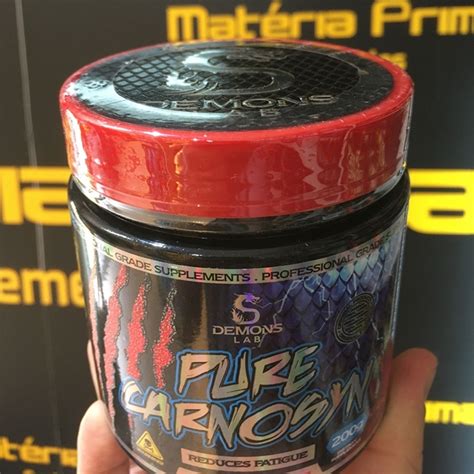 Matéria Prima
DEMONS
LAB
GRADE SUPPLEMENTS . PROFESSIONAL GRADE
DEMONS
LAB
PURE
CARNOSYN
200g
REDUCES FATIGUE